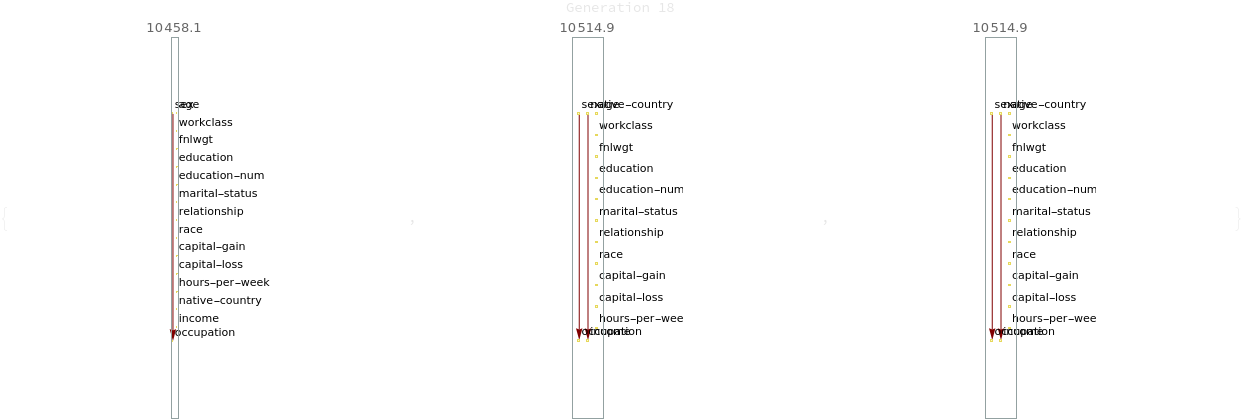 Generation 18
10458.1
sex age
workclass
fnlwgt
education
education-num
marital-status
relationship
race
capital-gain
capital-loss
hours-per-week
native-country
income
occupation
10514.9
sex age native-country
workclass
fnlwgt
education
education-num
marital-status
relationship
race
capital-gain
capital-loss
hours-per-wee
occupation income
10514.9
sex age native-country
workclass
fnlwgt
education
education-num
marital-status
relationship
race
capital-gain
capital-loss
hours-per-wee
occupation income